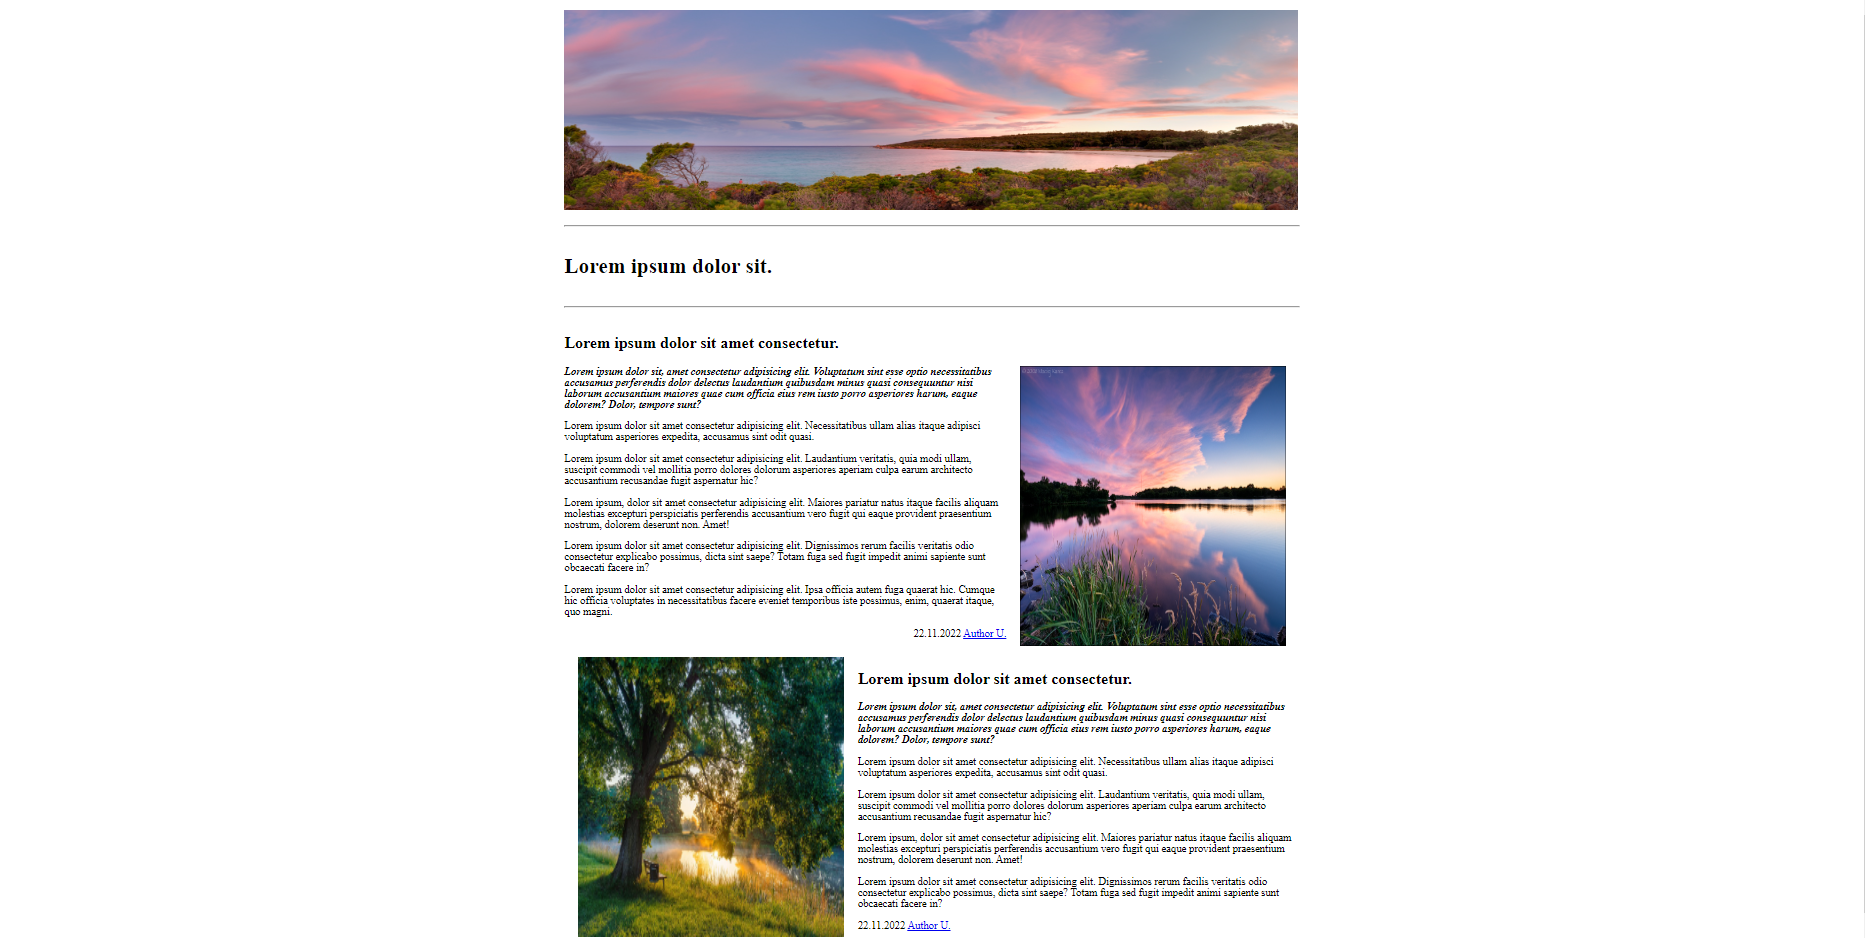 Lorem ipsum dolor sit.
Lorem ipsum dolor sit amet consectetur.
Lorem ipsum dolor sit, amet consectetur adipisicing elit. Voluptatum sint esse optio necessitatibus
accusamus perferendis dolor delectus laudantium quibusdam minus quasi consequuntur nisi
laborum accusantium maiores quae cum officia eius rem iusto porro asperiores harum, eaque
dolorem? Dolor, tempore sunt?
Lorem ipsum dolor sit amet consectetur adipisicing elit. Necessitatibus ullam alias itaque adipisci
voluptatum asperiores expedita, accusamus sint odit quasi.
Lorem ipsum dolor sit amet consectetur adipisicing elit. Laudantium veritatis, quia modi ullam,
suscipit commodi vel mollitia porro dolores dolorum asperiores aperiam culpa earum architecto
accusantium recusandae fugit aspernatur hic?
Lorem ipsum, dolor sit amet consectetur adipisicing elit. Maiores pariatur natus itaque facilis aliquam
molestias excepturi perspiciatis perferendis accusantium vero fugit qui eaque provident praesentium
nostrum, dolorem deserunt non. Amet!
Lorem ipsum dolor sit amet consectetur adipisicing elit. Dignissimos rerum facilis veritatis odio
consectetur explicabo possimus, dicta sint saepe? Totam fuga sed fugit impedit animi sapiente sunt
obcaecati facere in?
Lorem ipsum dolor sit amet consectetur adipisicing elit. Ipsa officia autem fuga quaerat hic. Cumque
hic officia voluptates in necessitatibus facere eveniet temporibus iste possimus, enim, quaerat itaque,
quo magni.
22.11.2022 Author U.
Lorem ipsum dolor sit amet consectetur.
Lorem ipsum dolor sit, amet consectetur adipisicing elit. Voluptatum sint esse optio necessitatibus
accusamus perferendis dolor delectus laudantium quibusdam minus quasi consequuntur nisi
laborum accusantium maiores quae cum officia eius rem iusto porro asperiores harum, eaque
dolorem? Dolor, tempore sunt?
Lorem ipsum dolor sit amet consectetur adipisicing elit. Necessitatibus ullam alias itaque adipisci
voluptatum asperiores expedita, accusamus sint odit quasi.
Lorem ipsum dolor sit amet consectetur adipisicing elit. Laudantium veritatis, quia modi ullam,
suscipit commodi vel mollitia porro dolores dolorum asperiores aperiam culpa earum architecto
accusantium recusandae fugit aspernatur hic?
Lorem ipsum, dolor sit amet consectetur adipisicing elit. Maiores pariatur natus itaque facilis aliquam
molestias excepturi perspiciatis perferendis accusantium vero fugit qui eaque provident praesentium
nostrum, dolorem deserunt non. Amet!
Lorem ipsum dolor sit amet consectetur adipisicing elit. Dignissimos rerum facilis veritatis odio
consectetur explicabo possimus, dicta sint saepe? Totam fuga sed fugit impedit animi sapiente sunt
obcaecati facere in?
22.11.2022 Author U.